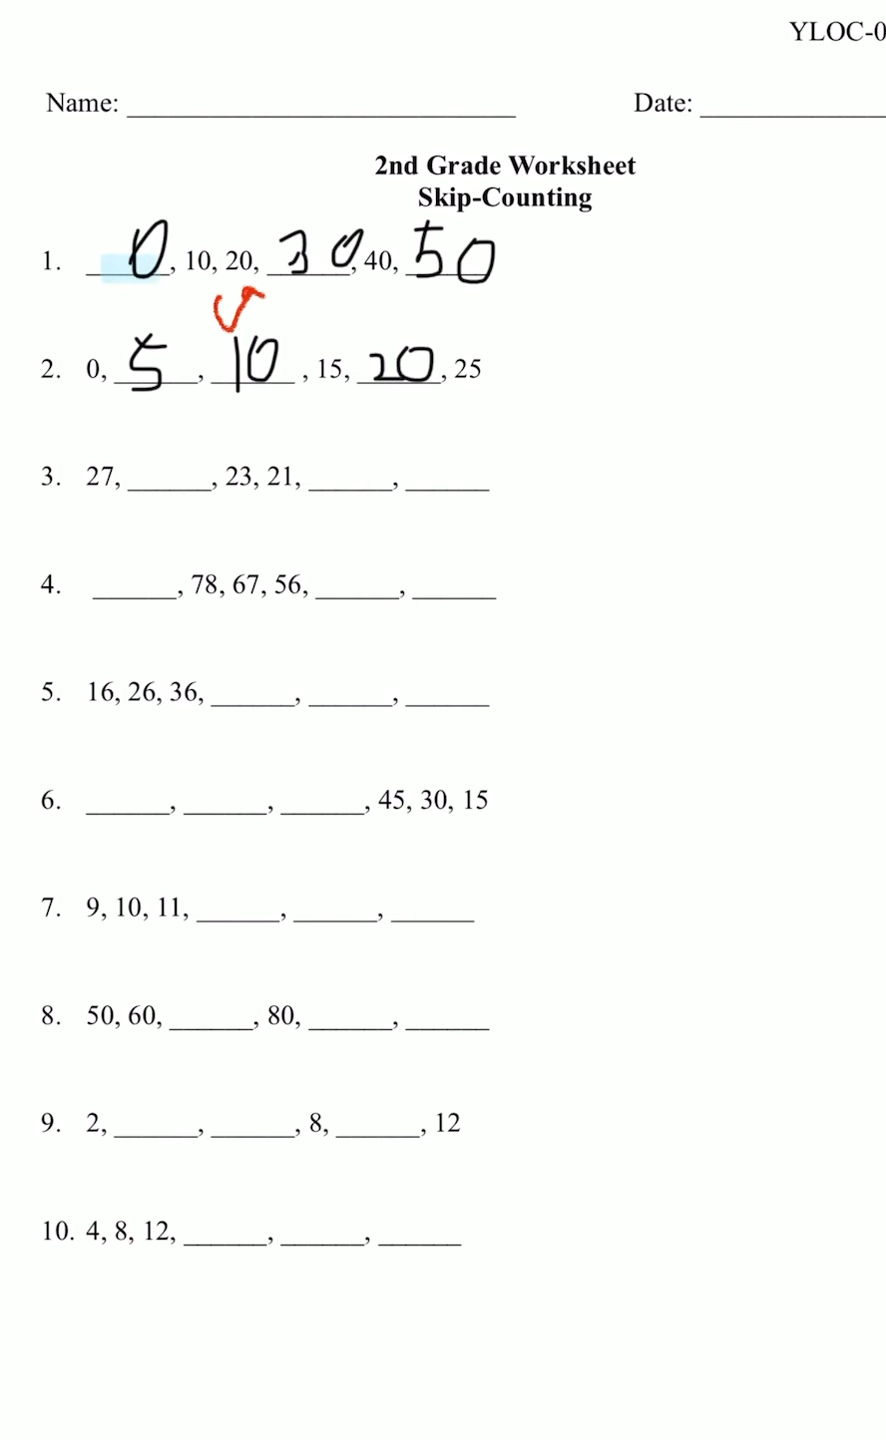 YLOC-0
Name: ____________________ Date: __________
2nd Grade Worksheet
Skip-Counting
1. 0, 10, 20, 30, 40, 50
2. 0, 5, 10, 15, 20, 25
3. 27, ______, 23, 21, ______, ______
4. ______, 78, 67, 56, ______, ______
5. 16, 26, 36, ______, ______, ______
6. ______, ______, ______, 45, 30, 15
7. 9, 10, 11, ______, ______, ______
8. 50, 60, ______, 80, ______, ______
9. 2, ______, ______, 8, ______, 12
10. 4, 8, 12, ______, ______, ______